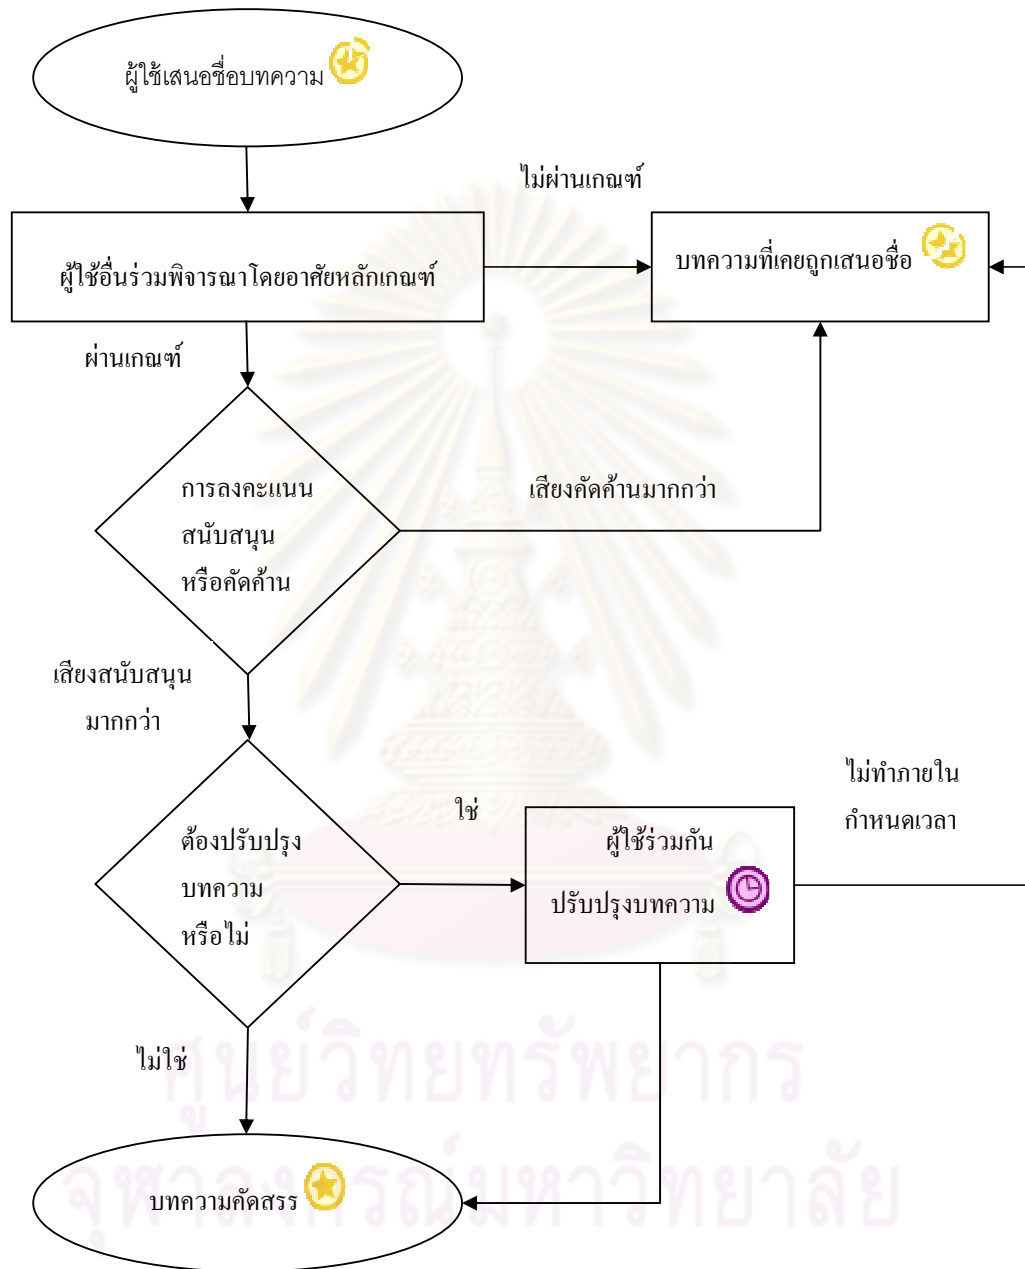 ผู้ใช้เสนอชื่อบทความ
ไม่ผ่านเกณฑ์
ผู้ใช้อื่นร่วมพิจารณาโดยอาศัยหลักเกณฑ์
บทความที่เคยถูกเสนอชื่อ
ผ่านเกณฑ์
การลงคะแนน
สนับสนุน
หรือคัดค้าน
เสียงคัดค้านมากกว่า
เสียงสนับสนุน
มากกว่า
ไม่ทำภายใน
กำหนดเวลา
ใช่
ต้องปรับปรุง
บทความ
หรือไม่
ผู้ใช้ร่วมกัน
ปรับปรุงบทความ
ไม่ใช่
บทความคัดสรร
ศูนย์วิทยทรัพยากร
จุฬาลงกรณ์มหาวิทยาลัย